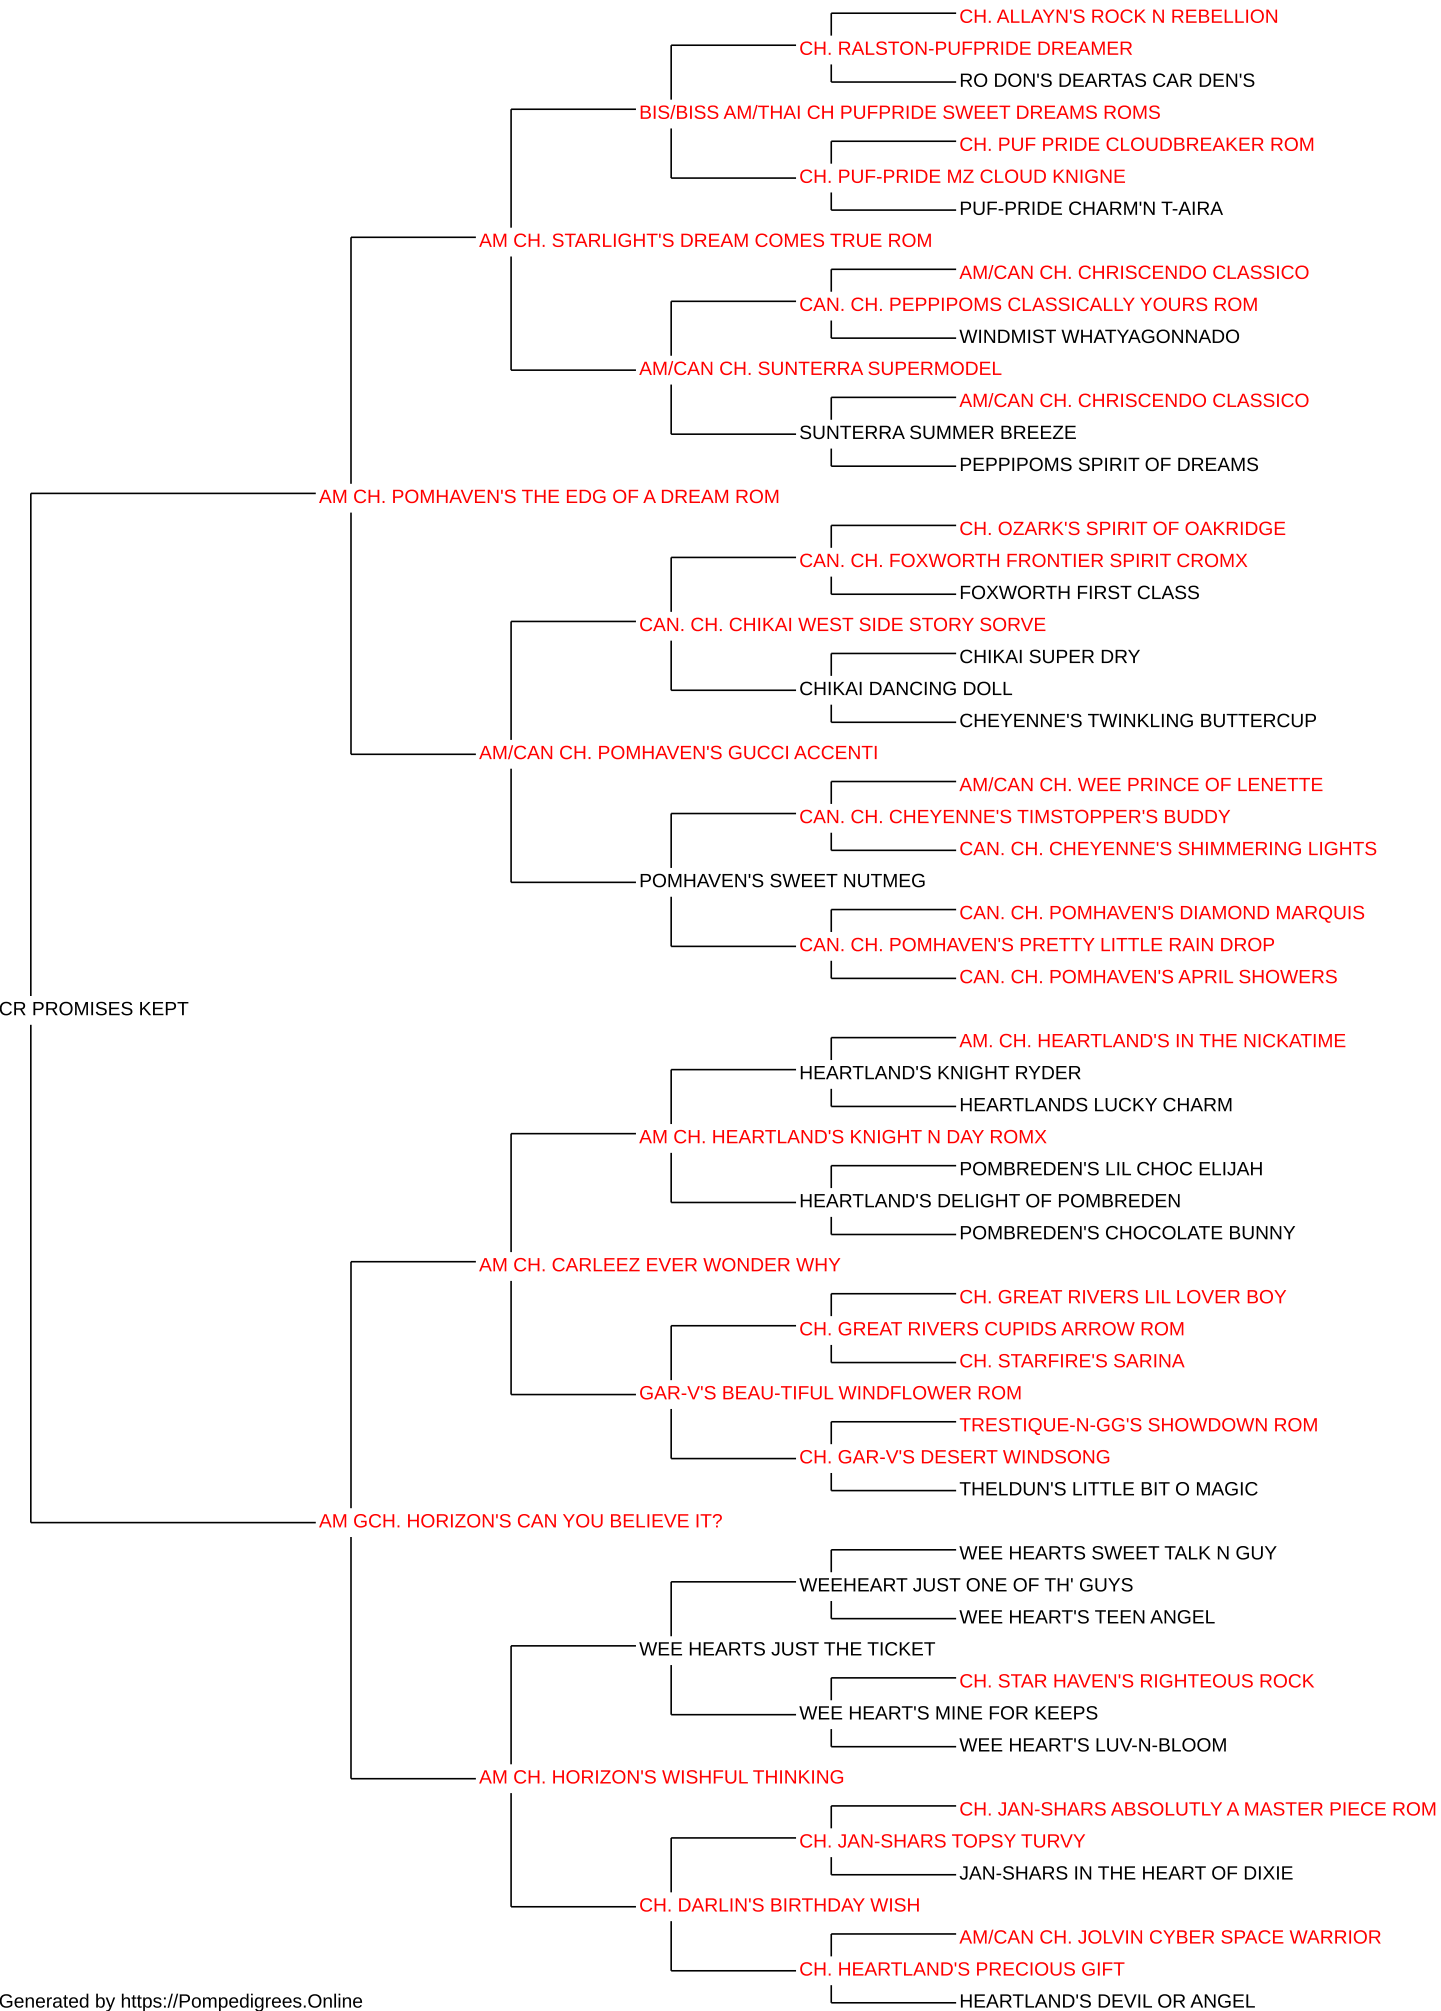 CH. ALLAYN'S ROCK N REBELLION
CH. RALSTON-PUFPRIDE DREAMER
RO DON'S DEARTAS CAR DEN'S
BIS/BISS AM/THAI CH PUFPRIDE SWEET DREAMS ROMS
CH. PUF PRIDE CLOUDBREAKER ROM
CH. PUF-PRIDE MZ CLOUD KNIGNE
PUF-PRIDE CHARM'N T-AIRA
AM CH. STARLIGHT'S DREAM COMES TRUE ROM
AM/CAN CH. CHRISCENDO CLASSICO
CAN. CH. PEPPIPOMS CLASSICALLY YOURS ROM
WINDMIST WHATYAGONNADO
AM/CAN CH. SUNTERRA SUPERMODEL
AM/CAN CH. CHRISCENDO CLASSICO
SUNTERRA SUMMER BREEZE
PEPPIPOMS SPIRIT OF DREAMS
AM CH. POMHAVEN'S THE EDG OF A DREAM ROM
CH. OZARK'S SPIRIT OF OAKRIDGE
CAN. CH. FOXWORTH FRONTIER SPIRIT CROMX
FOXWORTH FIRST CLASS
CAN. CH. CHIKAI WEST SIDE STORY SORVE
CHIKAI SUPER DRY
CHIKAI DANCING DOLL
CHEYENNE'S TWINKLING BUTTERCUP
AM/CAN CH. POMHAVEN'S GUCCI ACCENTI
AM/CAN CH. WEE PRINCE OF LENETTE
CAN. CH. CHEYENNE'S TIMSTOPPER'S BUDDY
CAN. CH. CHEYENNE'S SHIMMERING LIGHTS
POMHAVEN'S SWEET NUTMEG
CAN. CH. POMHAVEN'S DIAMOND MARQUIS
CAN. CH. POMHAVEN'S PRETTY LITTLE RAIN DROP
CAN. CH. POMHAVEN'S APRIL SHOWERS
CR PROMISES KEPT
AM. CH. HEARTLAND'S IN THE NICKATIME
HEARTLAND'S KNIGHT RYDER
HEARTLANDS LUCKY CHARM
AM CH. HEARTLAND'S KNIGHT N DAY ROMX
POMBREDEN'S LIL CHOC ELIJAH
HEARTLAND'S DELIGHT OF POMBREDEN
POMBREDEN'S CHOCOLATE BUNNY
AM CH. CARLEEZ EVER WONDER WHY
CH. GREAT RIVERS LIL LOVER BOY
CH. GREAT RIVERS CUPIDS ARROW ROM
CH. STARFIRE'S SARINA
GAR-V'S BEAU-TIFUL WINDFLOWER ROM
TRESTIQUE-N-GG'S SHOWDOWN ROM
CH. GAR-V'S DESERT WINDSONG
THELDUN'S LITTLE BIT O MAGIC
AM GCH. HORIZON'S CAN YOU BELIEVE IT?
WEE HEARTS SWEET TALK N GUY
WEEHEART JUST ONE OF TH' GUYS
WEE HEART'S TEEN ANGEL
WEE HEARTS JUST THE TICKET
CH. STAR HAVEN'S RIGHTEOUS ROCK
WEE HEART'S MINE FOR KEEPS
WEE HEART'S LUV-N-BLOOM
AM CH. HORIZON'S WISHFUL THINKING
CH. JAN-SHARS ABSOLUTLY A MASTER PIECE ROM
CH. JAN-SHARS TOPSY TURVY
JAN-SHARS IN THE HEART OF DIXIE
CH. DARLIN'S BIRTHDAY WISH
AM/CAN CH. JOLVIN CYBER SPACE WARRIOR
CH. HEARTLAND'S PRECIOUS GIFT
HEARTLAND'S DEVIL OR ANGEL
Generated by https://Pompedigrees.Online